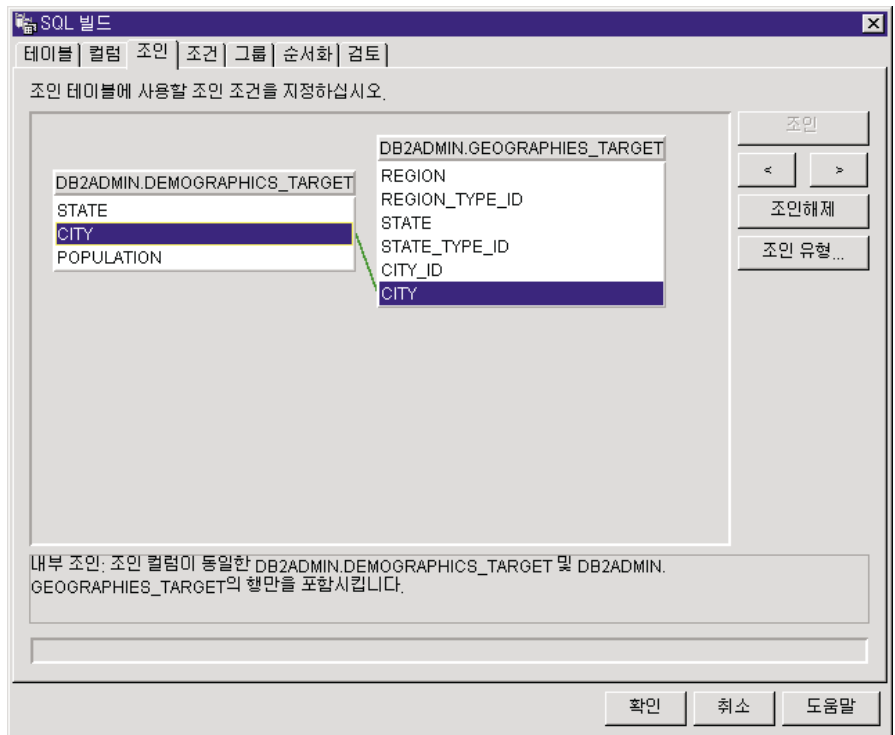 SQL 빌드
테이블 컬럼 조인 조건 그룹 순서화 검토
조인 테이블에 사용할 조인 조건을 지정하십시오.
DB2ADMIN.DEMOGRAPHICS_TARGET
STATE
CITY
POPULATION
DB2ADMIN.GEOGRAPHIES_TARGET
REGION
REGION_TYPE_ID
STATE
STATE_TYPE_ID
CITY_ID
CITY
조인
< >
조인해제
조인 유형...
내부 조인: 조인 컬럼이 동일한 DB2ADMIN.DEMOGRAPHICS_TARGET 및 DB2ADMIN.
GEOGRAPHIES_TARGET의 행만을 포함시킵니다.
확인 취소 도움말